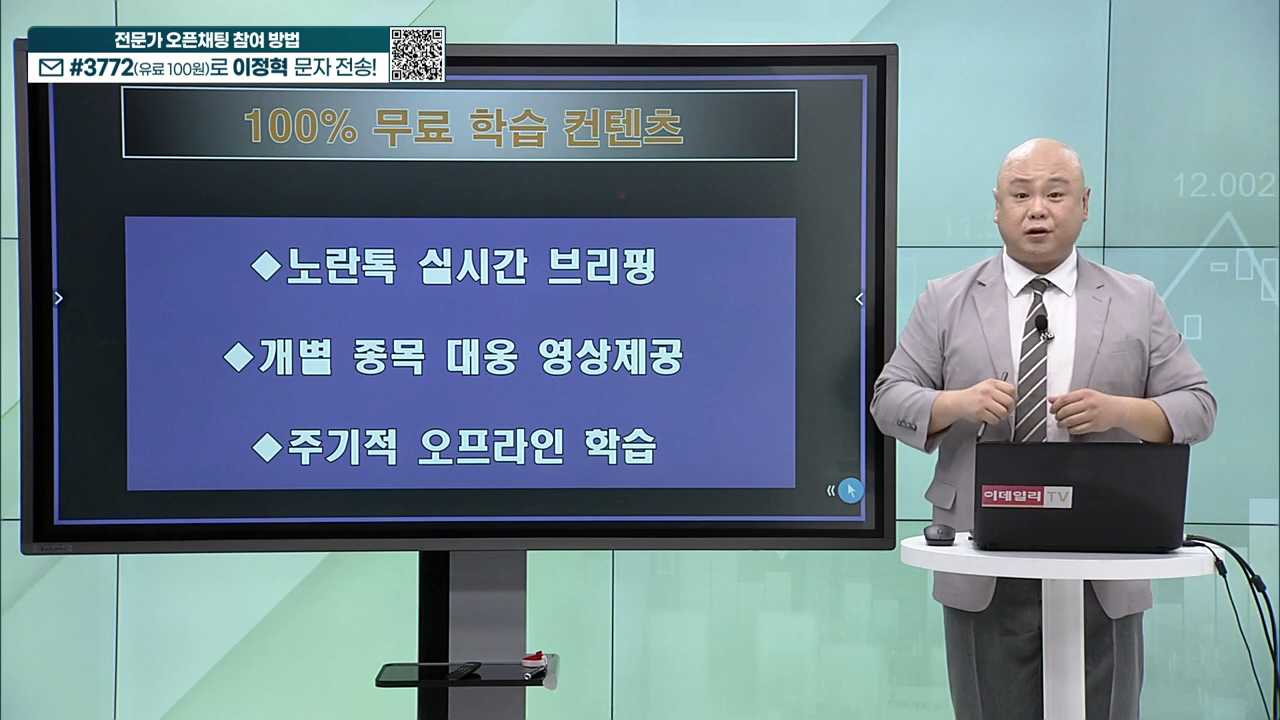 전문가 오픈채팅 참여 방법
#3772(유료 100원)로 이정혁 문자 전송!
100% 무료 학습 컨텐츠
◆노란톡 실시간 브리핑
◆개별 종목 대응 영상제공
◆주기적 오프라인 학습
12.002
이데일리 TV